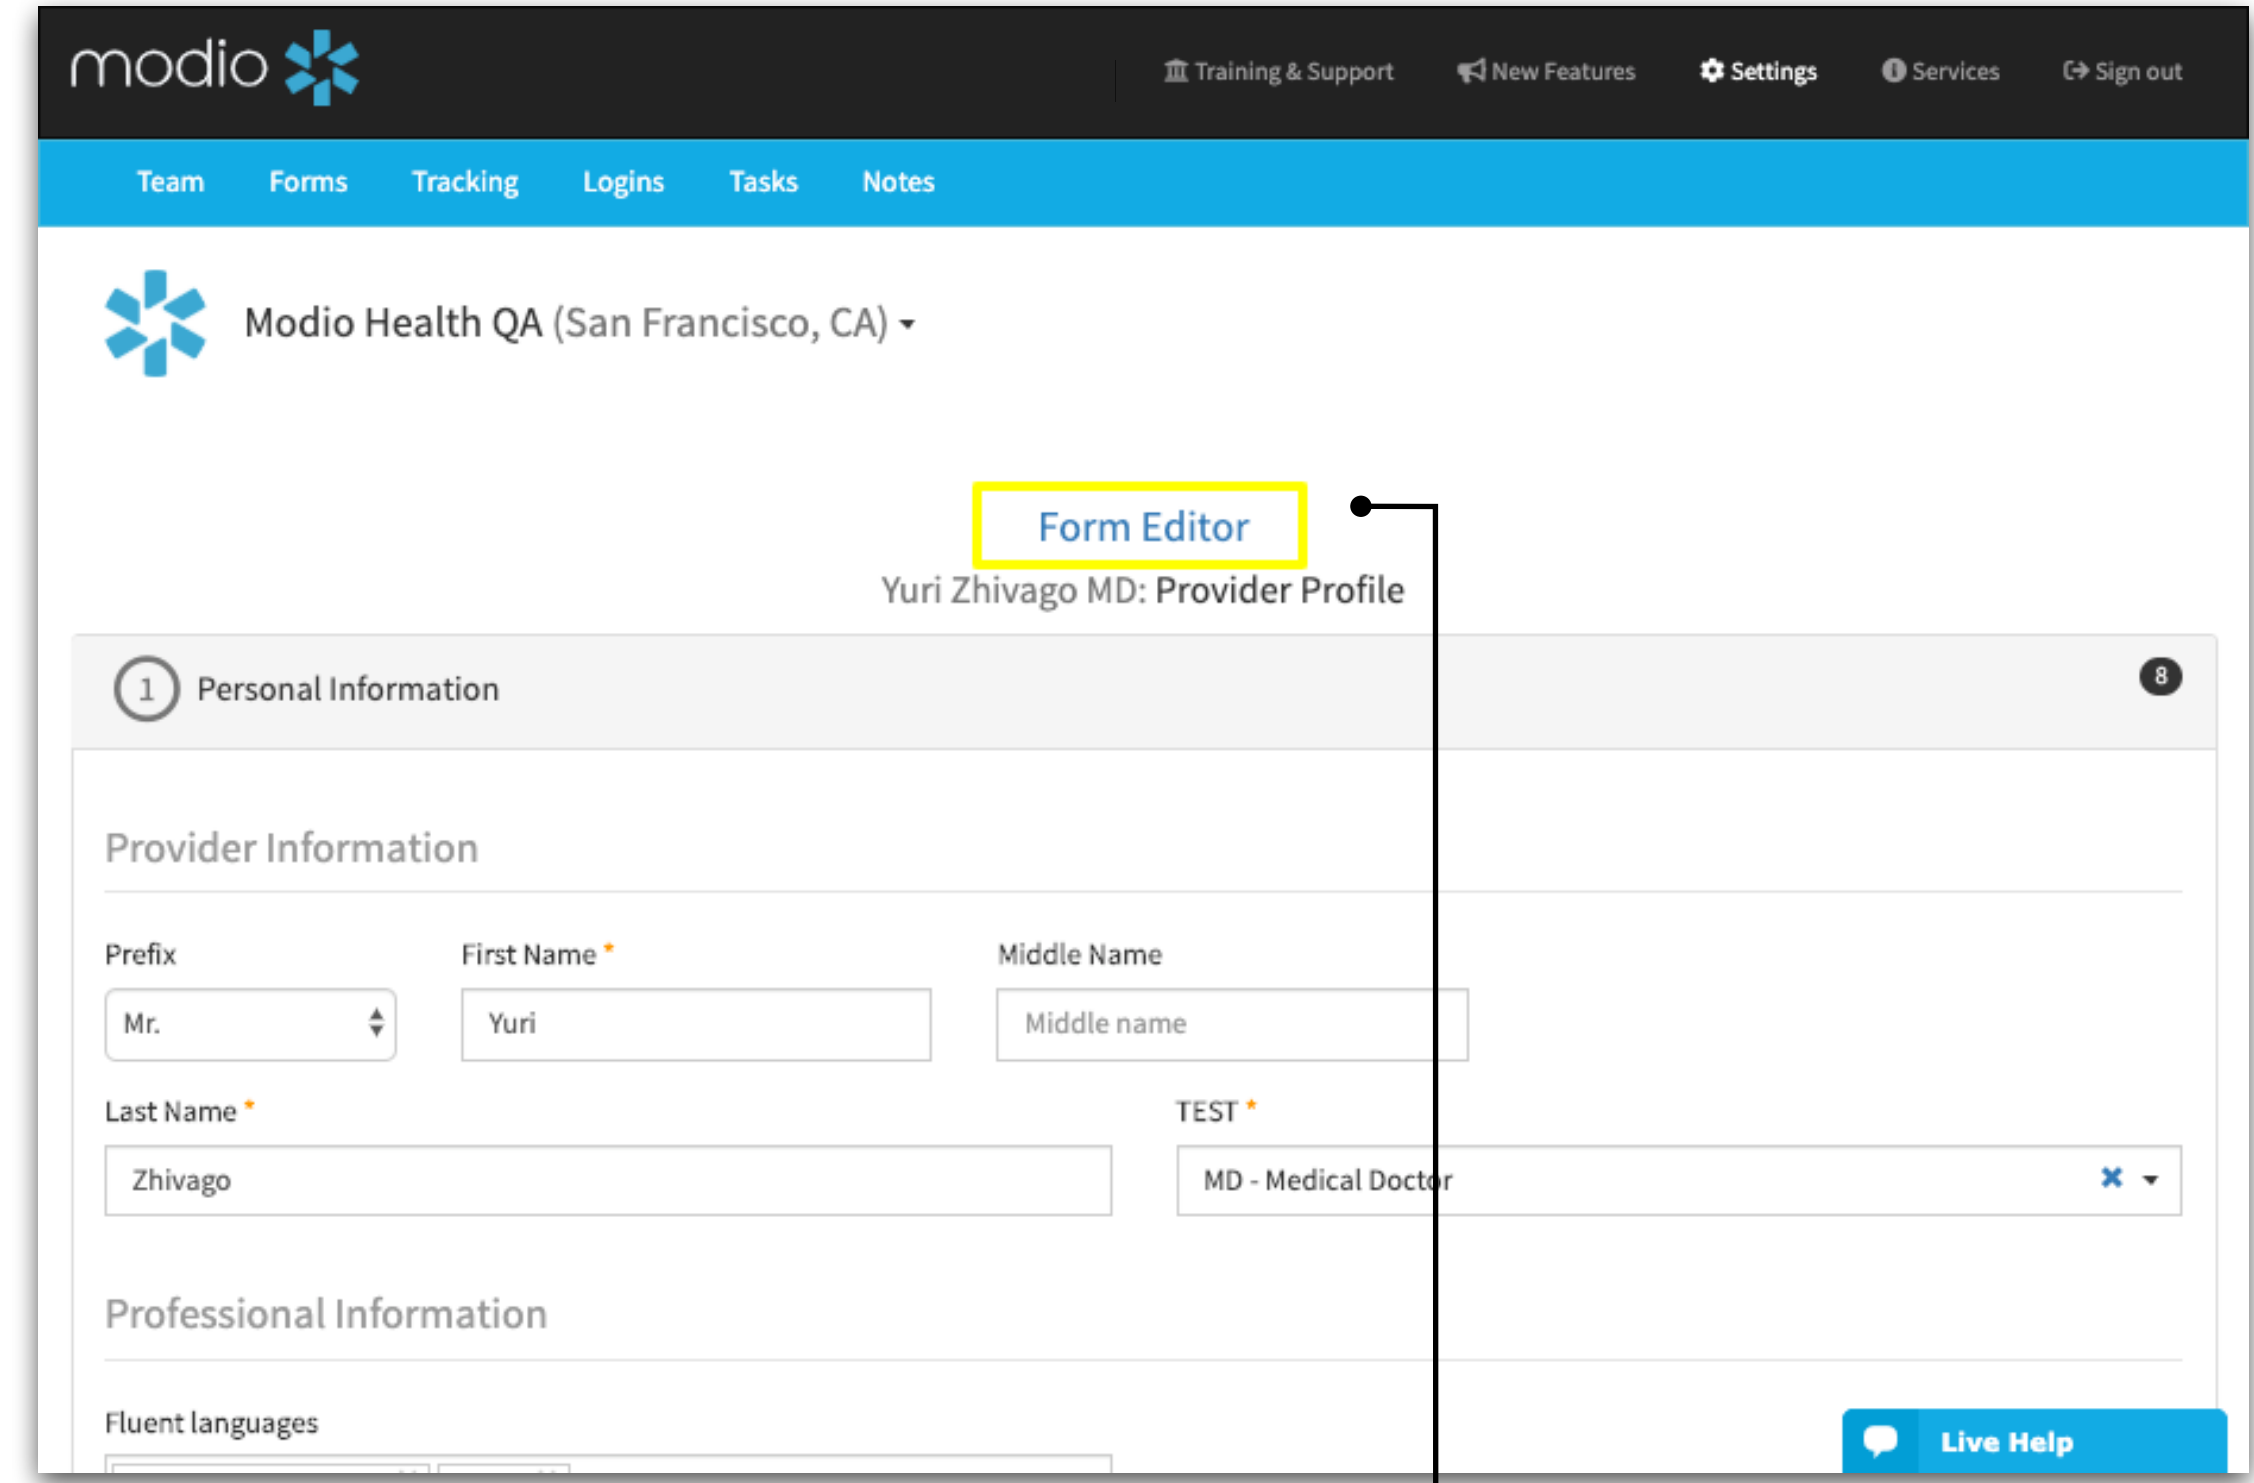 modio
Training & Support New Features Settings Services Sign out
Team Forms Tracking Logins Tasks Notes
Modio Health QA (San Francisco, CA)
Form Editor
Yuri Zhivago MD: Provider Profile
1 Personal Information 8
Provider Information
Prefix First Name * Middle Name
Mr. Yuri Middle name
Last Name * TEST *
Zhivago MD - Medical Doctor
Professional Information
Fluent languages
Live Help